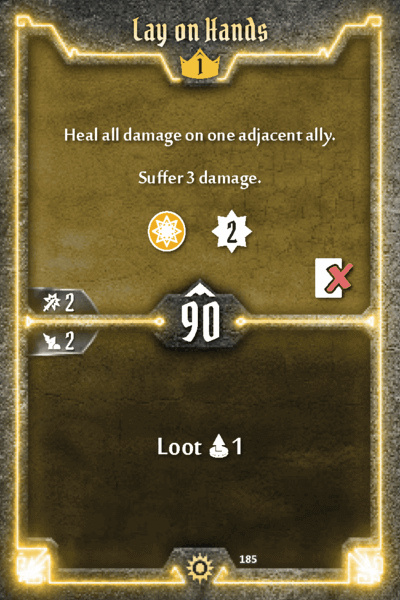 Lay on Hands
1
Heal all damage on one adjacent ally.
Suffer 3 damage.
2
2
90
2
Loot 1
185